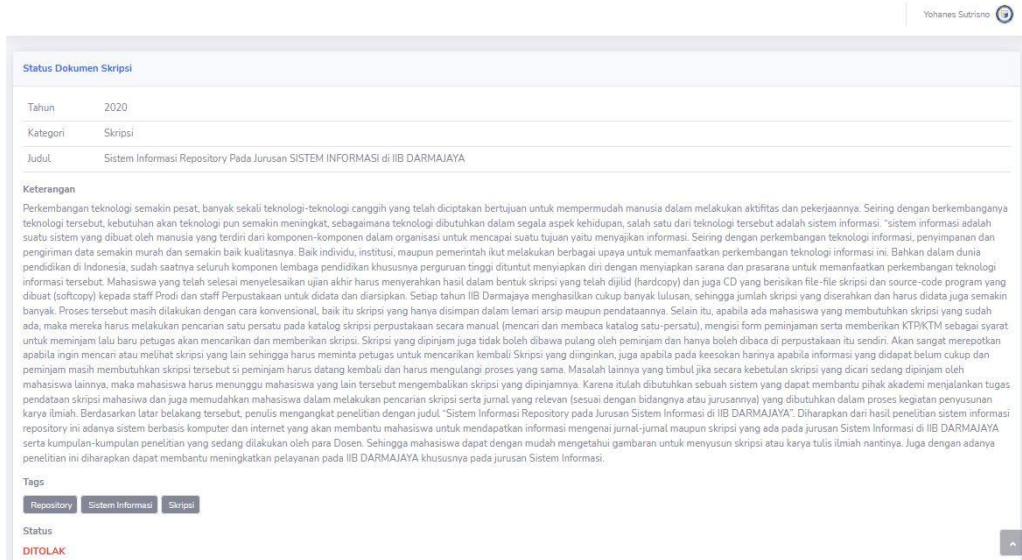 Yohanes Sutrisno
Status Dokumen Skripsi
Tahun 2020
Kategori Skripsi
Judul Sistem Informasi Repository Pada Jurusan SISTEM INFORMASI di IIB DARMAJAYA
Keterangan
Perkembangan teknologi semakin pesat, banyak sekali teknologi-teknologi canggih yang telah diciptakan bertujuan untuk mempermudah manusia dalam melakukan aktifitas dan pekerjaannya. Seiring dengan berkembanganya
teknologi tersebut, kebutuhan akan teknologi pun semakin meningkat, sebagaimana teknologi dibutuhkan dalam segala aspek kehidupan, salah satu dari teknologi tersebut adalah sistem informasi. "sistem informasi adalah
suatu sistem yang dibuat oleh manusia yang terdiri dari komponen-komponen dalam organisasi untuk mencapai suatu tujuan yaitu menyajikan informasi. Seiring dengan perkembangan teknologi informasi, penyimpanan dan
pengiriman data semakin murah dan semakin baik kualitasnya. Baik individu, institusi, maupun pemerintah ikut melakukan berbagai upaya untuk memanfaatkan perkembangan teknologi informasi ini. Bahkan dalam dunia
pendidikan di Indonesia, sudah saatnya seluruh komponen lembaga pendidikan khususnya perguruan tinggi dituntut menyiapkan diri dengan menyiapkan sarana dan prasarana untuk memanfaatkan perkembangan teknologi
informasi tersebut. Mahasiswa yang telah selesai menyelesaikan ujian akhir harus menyerahkan hasil dalam bentuk skripsi yang telah dijilid (hardcopy) dan juga CD yang berisikan file-file skripsi dan source-code program yang
dibuat (softcopy) kepada staff Prodi dan staff Perpustakaan untuk didata dan diarsipkan. Setiap tahun IIB Darmajaya menghasilkan cukup banyak lulusan, sehingga jumlah skripsi yang diserahkan dan harus didata juga semakin
banyak. Proses tersebut masih dilakukan dengan cara konvensional, baik itu skripsi yang hanya disimpan dalam lemari arsip maupun pendataannya. Selain itu, apabila ada mahasiswa yang membutuhkan skripsi yang sudah
ada, maka mereka harus melakukan pencarian satu persatu pada katalog skripsi perpustakaan secara manual (mencari dan membaca katalog satu-persatu), mengisi form peminjaman serta memberikan KTP/KTM sebagai syarat
untuk meminjam lalu baru petugas akan mencarikan dan memberikan skripsi. Skripsi yang dipinjam juga tidak boleh dibawa pulang oleh peminjam dan hanya boleh dibaca di perpustakaan itu sendiri. Akan sangat merepotkan
apabila ingin mencari atau melihat skripsi yang lain sehingga harus meminta petugas untuk mencarikan kembali Skripsi yang diinginkan, juga apabila pada keesokan harinya apabila informasi yang didapat belum cukup dan
peminjam masih membutuhkan skripsi tersebut si peminjam harus datang kembali dan harus mengulangi proses yang sama. Masalah lainnya yang timbul jika secara kebetulan skripsi yang dicari sedang dipinjam oleh
mahasiswa lainnya, maka mahasiswa harus menunggu mahasiswa yang lain tersebut mengembalikan skripsi yang dipinjamnya. Karena itulah dibutuhkan sebuah sistem yang dapat membantu pihak akademi menjalankan tugas
pendataan skripsi mahasiswa dan juga memudahkan mahasiswa dalam melakukan pencarian skripsi serta jurnal yang relevan (sesuai dengan bidangnya atau jurusannya) yang dibutuhkan dalam proses kegiatan penyusunan
karya ilmiah. Berdasarkan latar belakang tersebut, penulis mengangkat penelitian dengan judul "Sistem Informasi Repository pada Jurusan Sistem Informasi di IIB DARMAJAYA". Diharapkan dari hasil penelitian sistem informasi
repository ini adanya sistem berbasis komputer dan internet yang akan membantu mahasiswa untuk mendapatkan informasi mengenai jurnal-jurnal maupun skripsi yang ada pada jurusan Sistem Informasi di IIB DARMAJAYA
serta kumpulan-kumpulan penelitian yang sedang dilakukan oleh para Dosen. Sehingga mahasiswa dapat dengan mudah mengetahui gambaran untuk menyusun skripsi atau karya tulis ilmiah nantinya. Juga dengan adanya
penelitian ini diharapkan dapat membantu meningkatkan pelayanan pada IIB DARMAJAYA khususnya pada jurusan Sistem Informasi.
Tags
Repository Sistem Informasi Skripsi
Status
DITOLAK